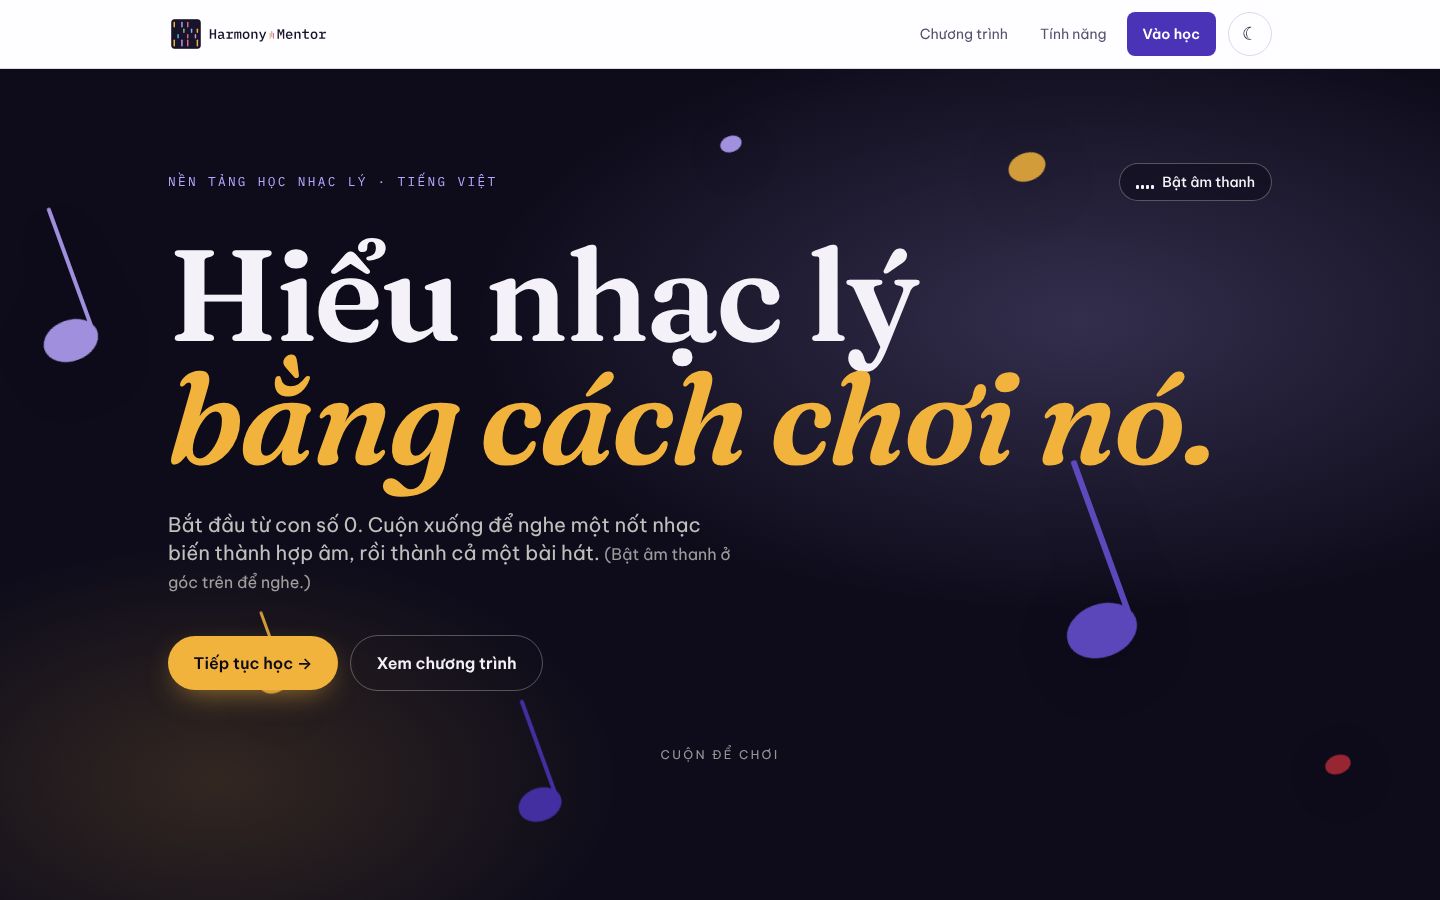 Harmony Mentor
Chương trình
Tính năng
Vào học
NỀN TẢNG HỌC NHẠC LÝ · TIẾNG VIỆT
Bật âm thanh
Hiểu nhạc lý
bằng cách chơi nó.
Bắt đầu từ con số 0. Cuộn xuống để nghe một nốt nhạc
biến thành hợp âm, rồi thành cả một bài hát. (Bật âm thanh ở
góc trên để nghe.)
Tiếp tục học →
Xem chương trình
CUỘN ĐỂ CHƠI